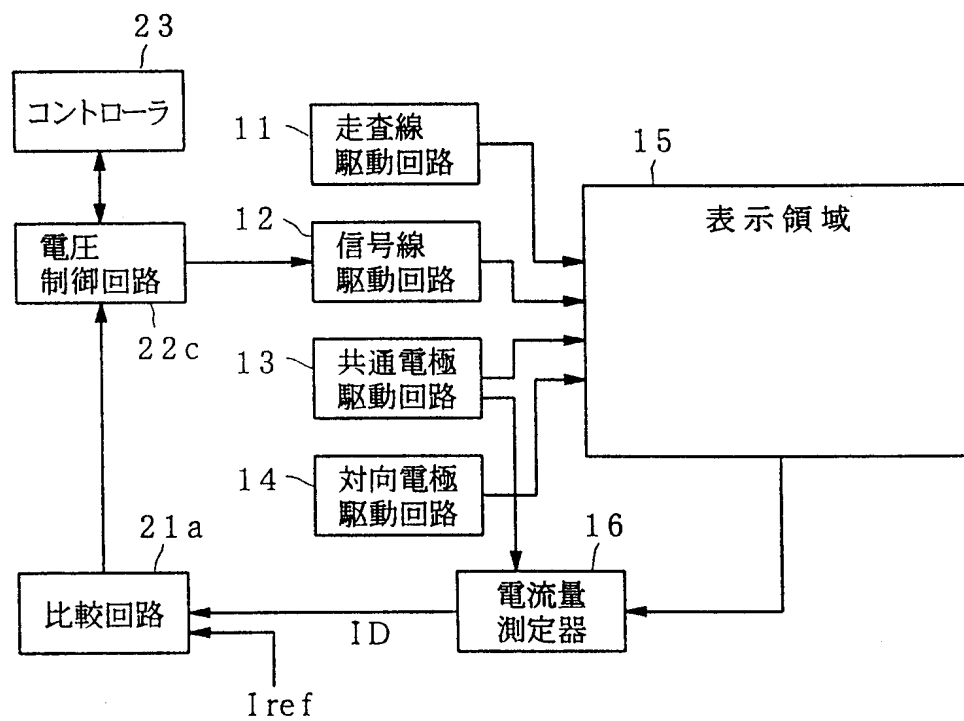 23
コントローラ
11
走査線
駆動回路
15
表示領域
電圧
制御回路
22c
12
信号線
駆動回路
13
共通電極
駆動回路
14
対向電極
駆動回路
21a
比較回路
16
電流量
測定器
ID
Iref